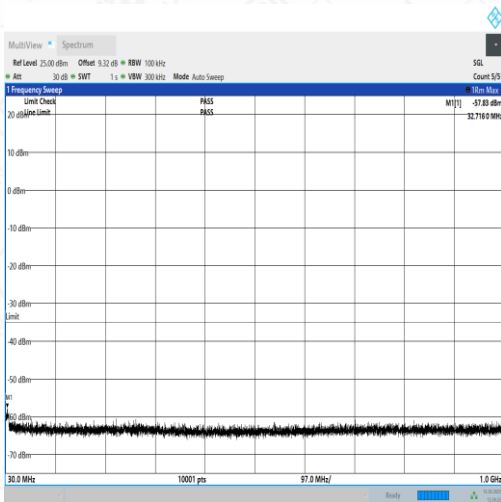 MultiView Spectrum
Ref Level 25.00 dBm Offset 9.32 dB RBW 100 kHz SGL
Att 30 dB SWT 1 s VBW 300 kHz Mode Auto Sweep Count 5/5
1 Frequency Sweep 1Rm Max
Limit Check PASS M1[1] -57.83 dBm
Line Limit PASS 32.7160 MHz
20 dBm
10 dBm
0 dBm
-10 dBm
-20 dBm
-30 dBm
Limit
-40 dBm
-50 dBm
M1
-60 dBm
-70 dBm
30.0 MHz 10001 pts 97.0 MHz/ 1.0 GHz
Ready